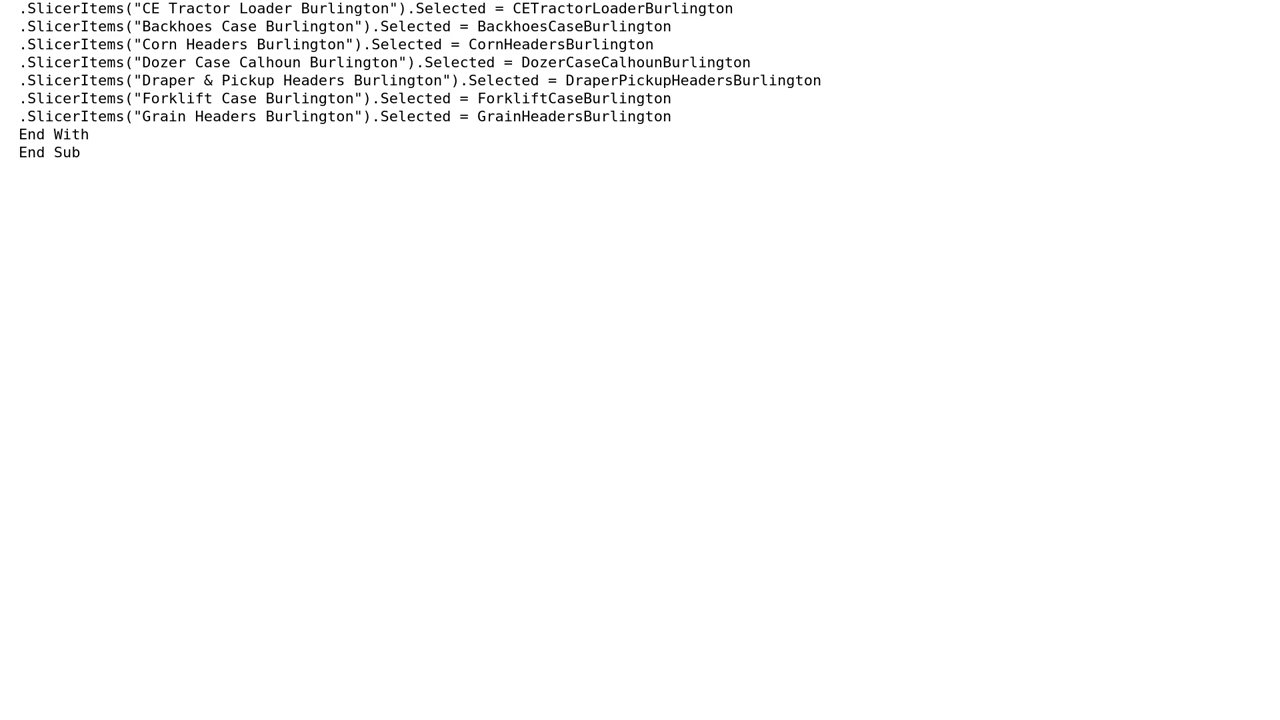 .SlicerItems("CE Tractor Loader Burlington").Selected = CETractorLoaderBurlington
.SlicerItems("Backhoes Case Burlington").Selected = BackhoesCaseBurlington
.SlicerItems("Corn Headers Burlington").Selected = CornHeadersBurlington
.SlicerItems("Dozer Case Calhoun Burlington").Selected = DozerCaseCalhounBurlington
.SlicerItems("Draper & Pickup Headers Burlington").Selected = DraperPickupHeadersBurlington
.SlicerItems("Forklift Case Burlington").Selected = ForkliftCaseBurlington
.SlicerItems("Grain Headers Burlington").Selected = GrainHeadersBurlington
End With
End Sub